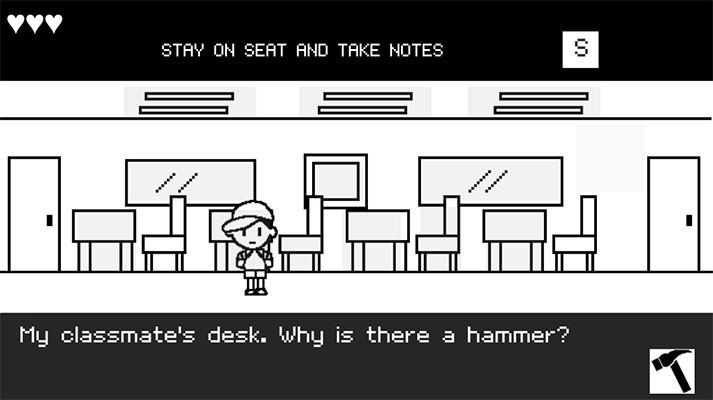 STAY ON SEAT AND TAKE NOTES
S
My classmate's desk. Why is there a hammer?